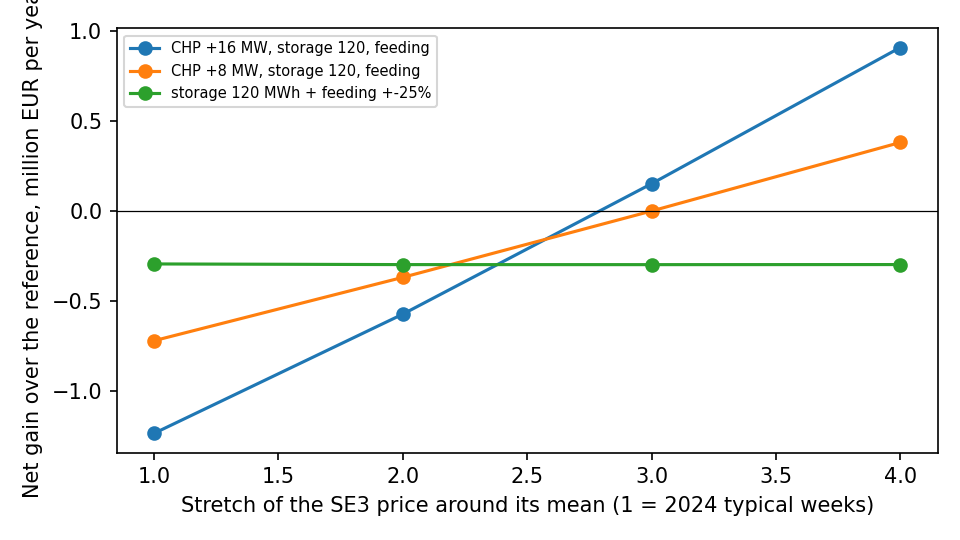 Net gain over the reference, million EUR per
1.0
0.5
0.0
−0.5
−1.0
CHP +16 MW, storage 120, feeding
CHP +8 MW, storage 120, feeding
storage 120 MWh + feeding +-25%
1.0 1.5 2.0 2.5 3.0 3.5 4.0
Stretch of the SE3 price around its mean (1 = 2024 typical weeks)